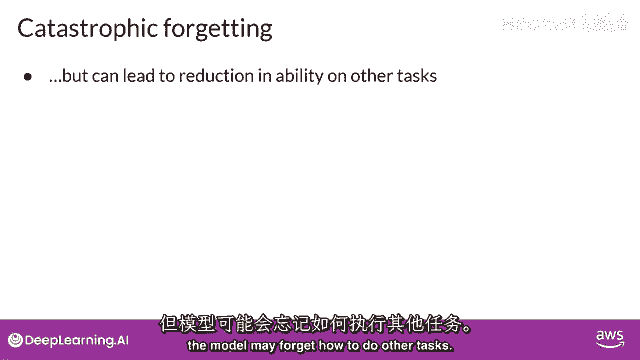 Catastrophic forgetting
● …but can lead to reduction in ability on other tasks
但模型可能会忘记如何执行其他任务。
the model may forget how to do other tasks.
DeepLearning.AI
aws